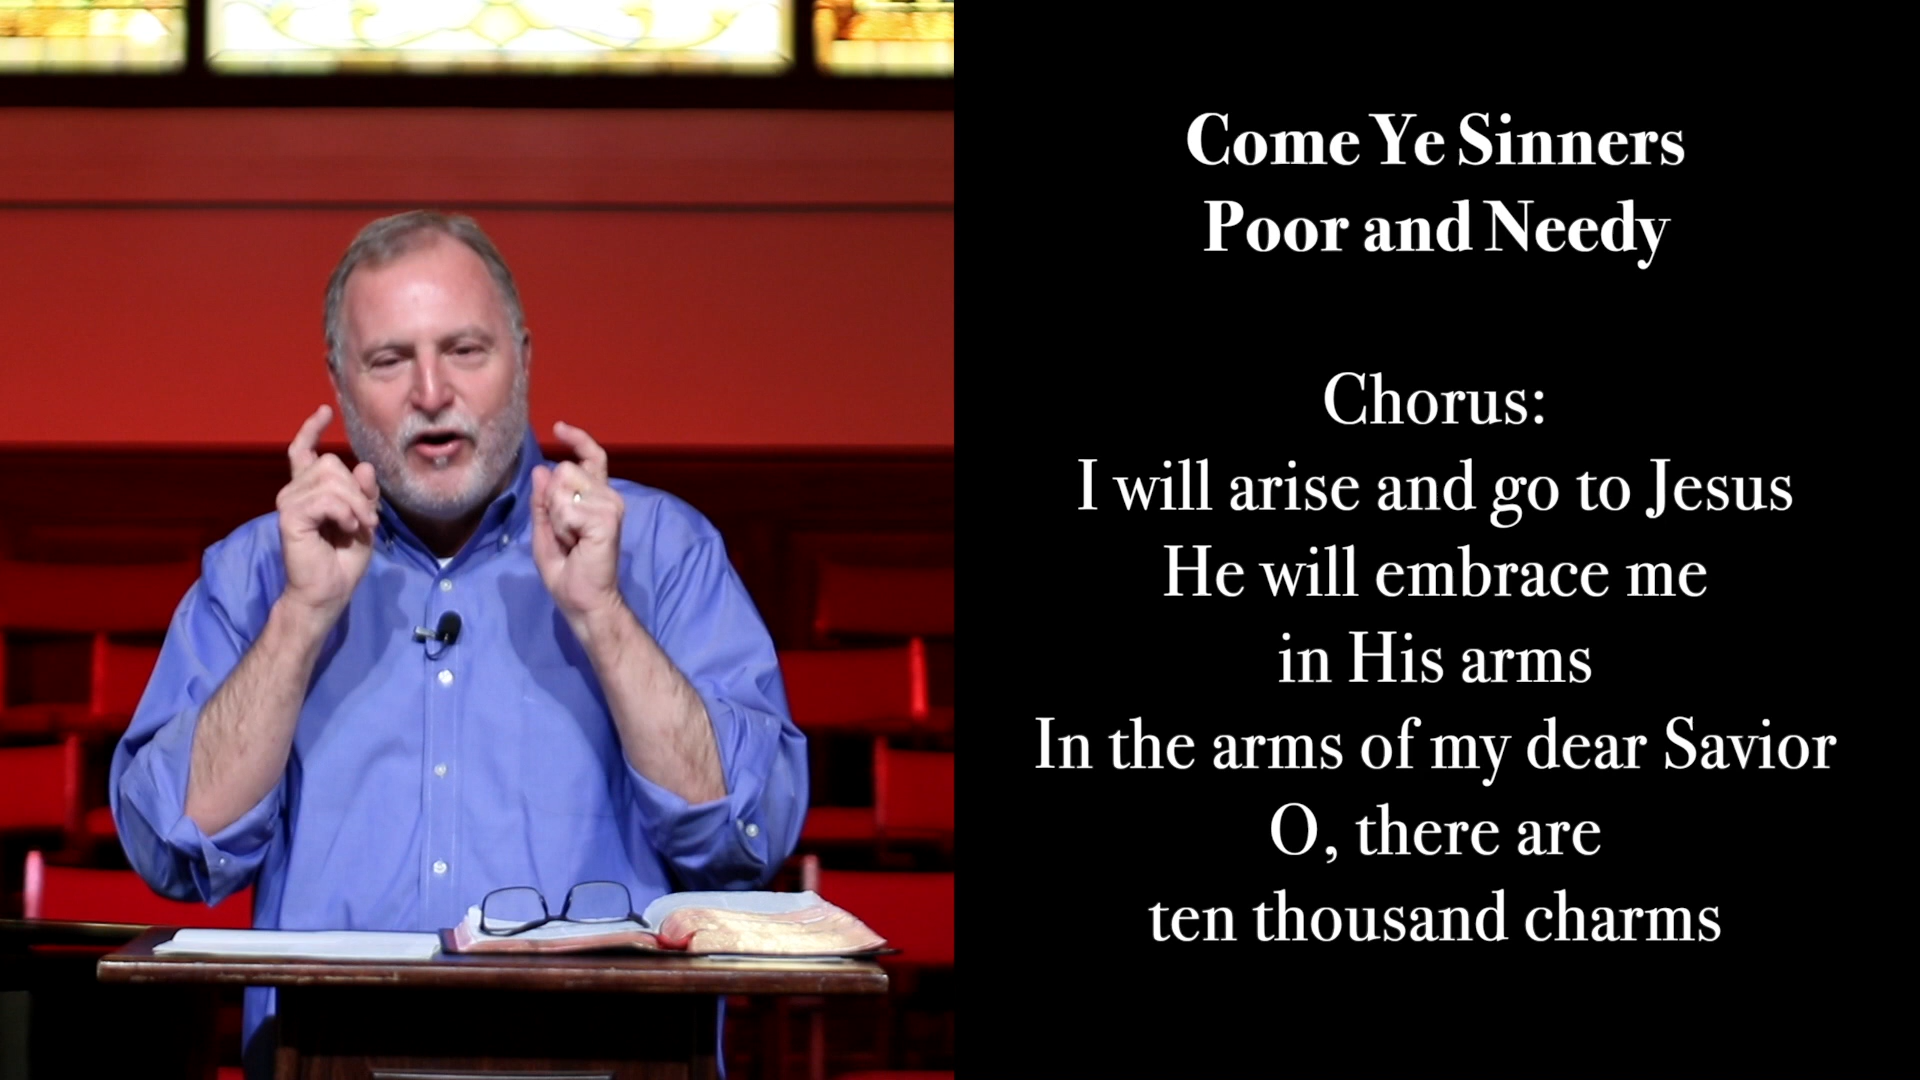 Come Ye Sinners
Poor and Needy
Chorus:
I will arise and go to Jesus
He will embrace me
in His arms
In the arms of my dear Savior
O, there are
ten thousand charms